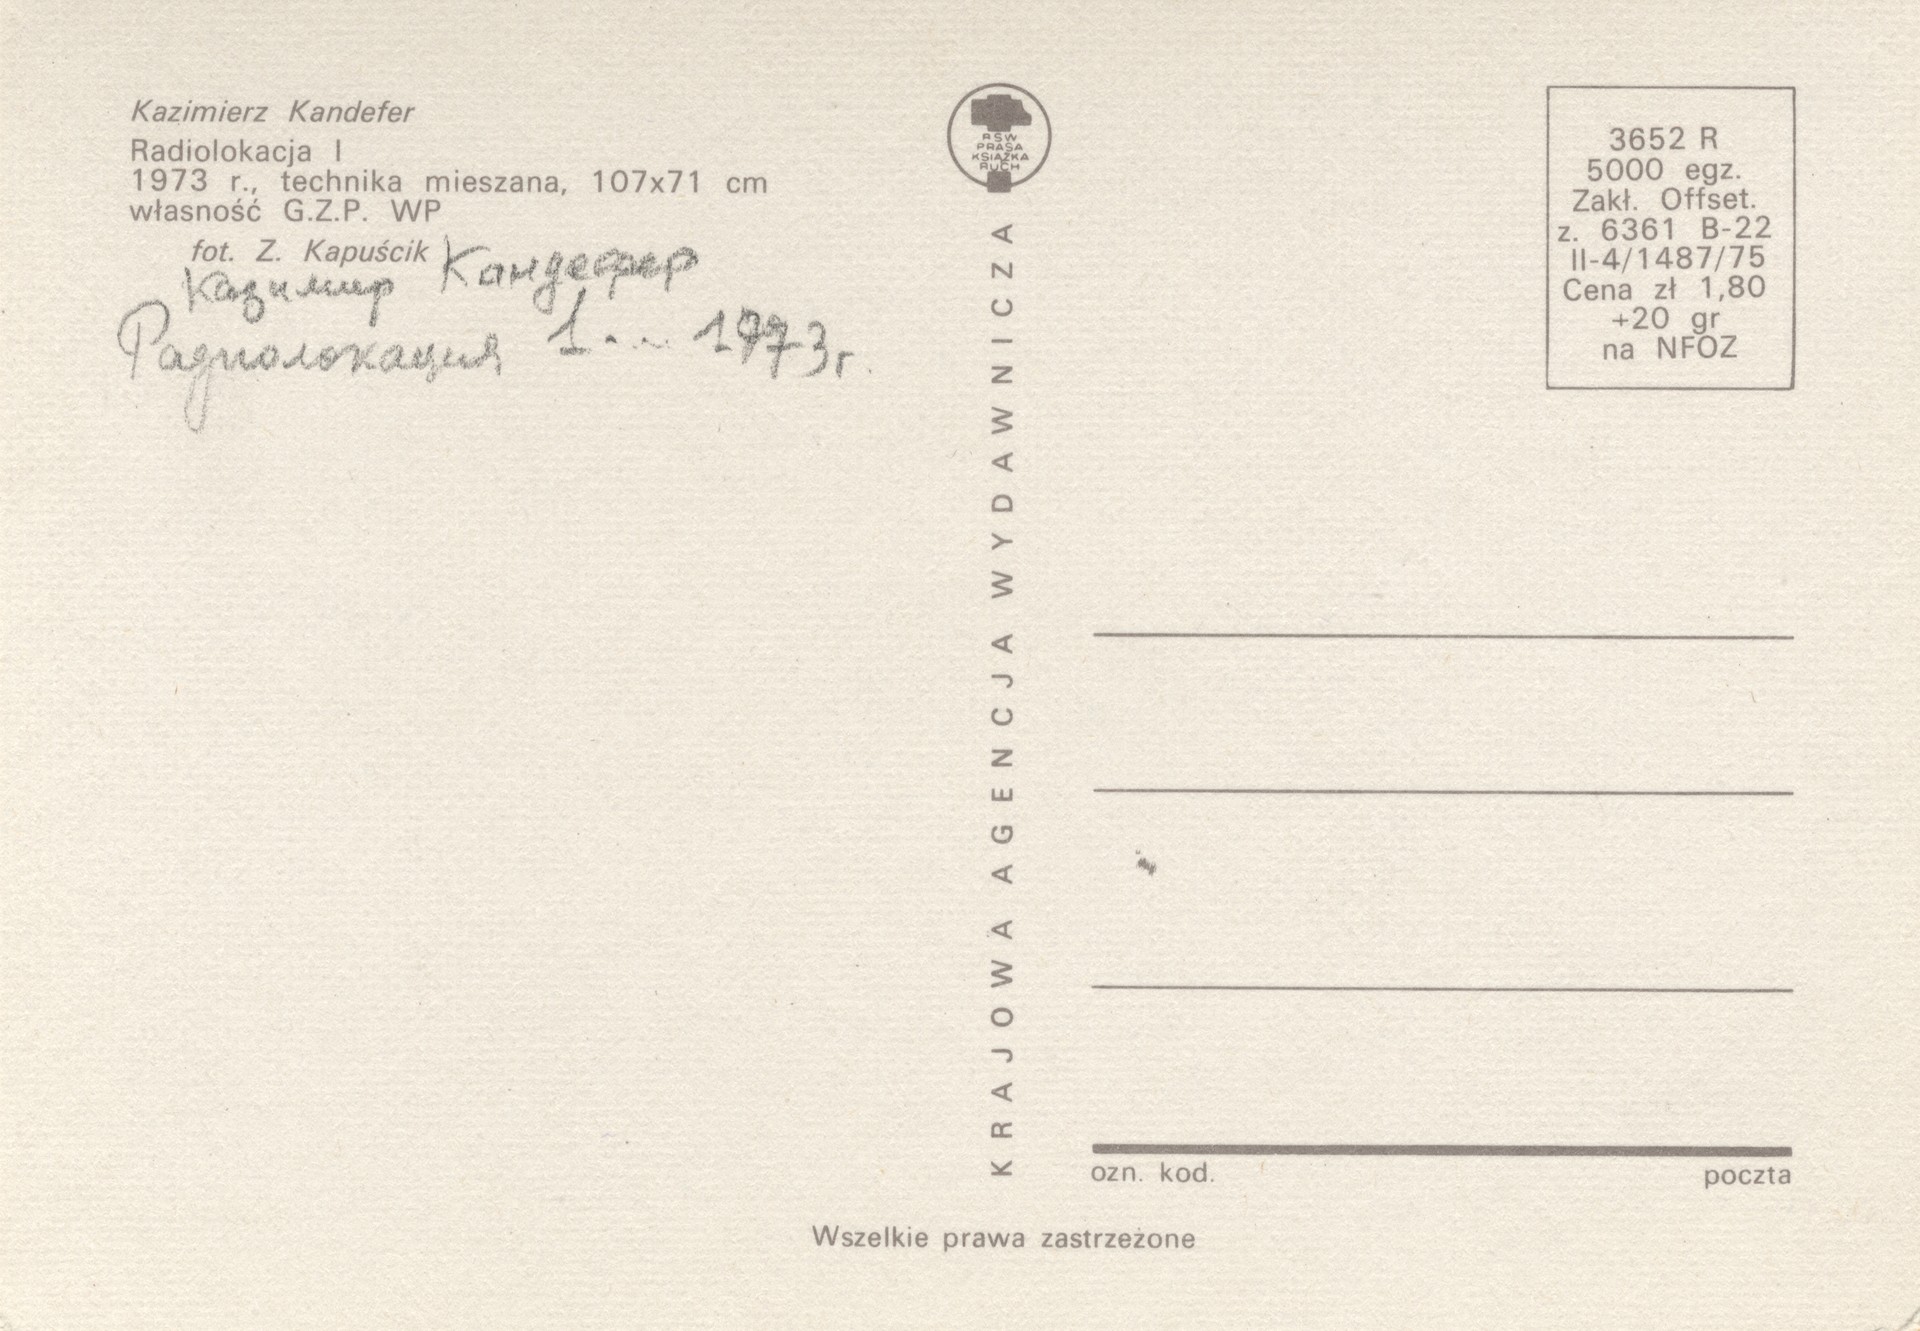 Kazimierz Kandefer
Radiolokacja I
1973 r., technika mieszana, 107x71 cm
własność G.Z.P. WP
fot. Z. Kapuścik
Казимир Кандефер
Радиолокация 1... 1973 г.
RSW
PRASA
KSIĄŻKA
RUCH
KRAJOWA AGENCJA WYDAWNICZA
3652 R
5000 egz.
Zakł. Offset.
z. 6361 B-22
II-4/1487/75
Cena zł 1,80
+20 gr
na NFOZ
ozn. kod.
poczta
Wszelkie prawa zastrzeżone